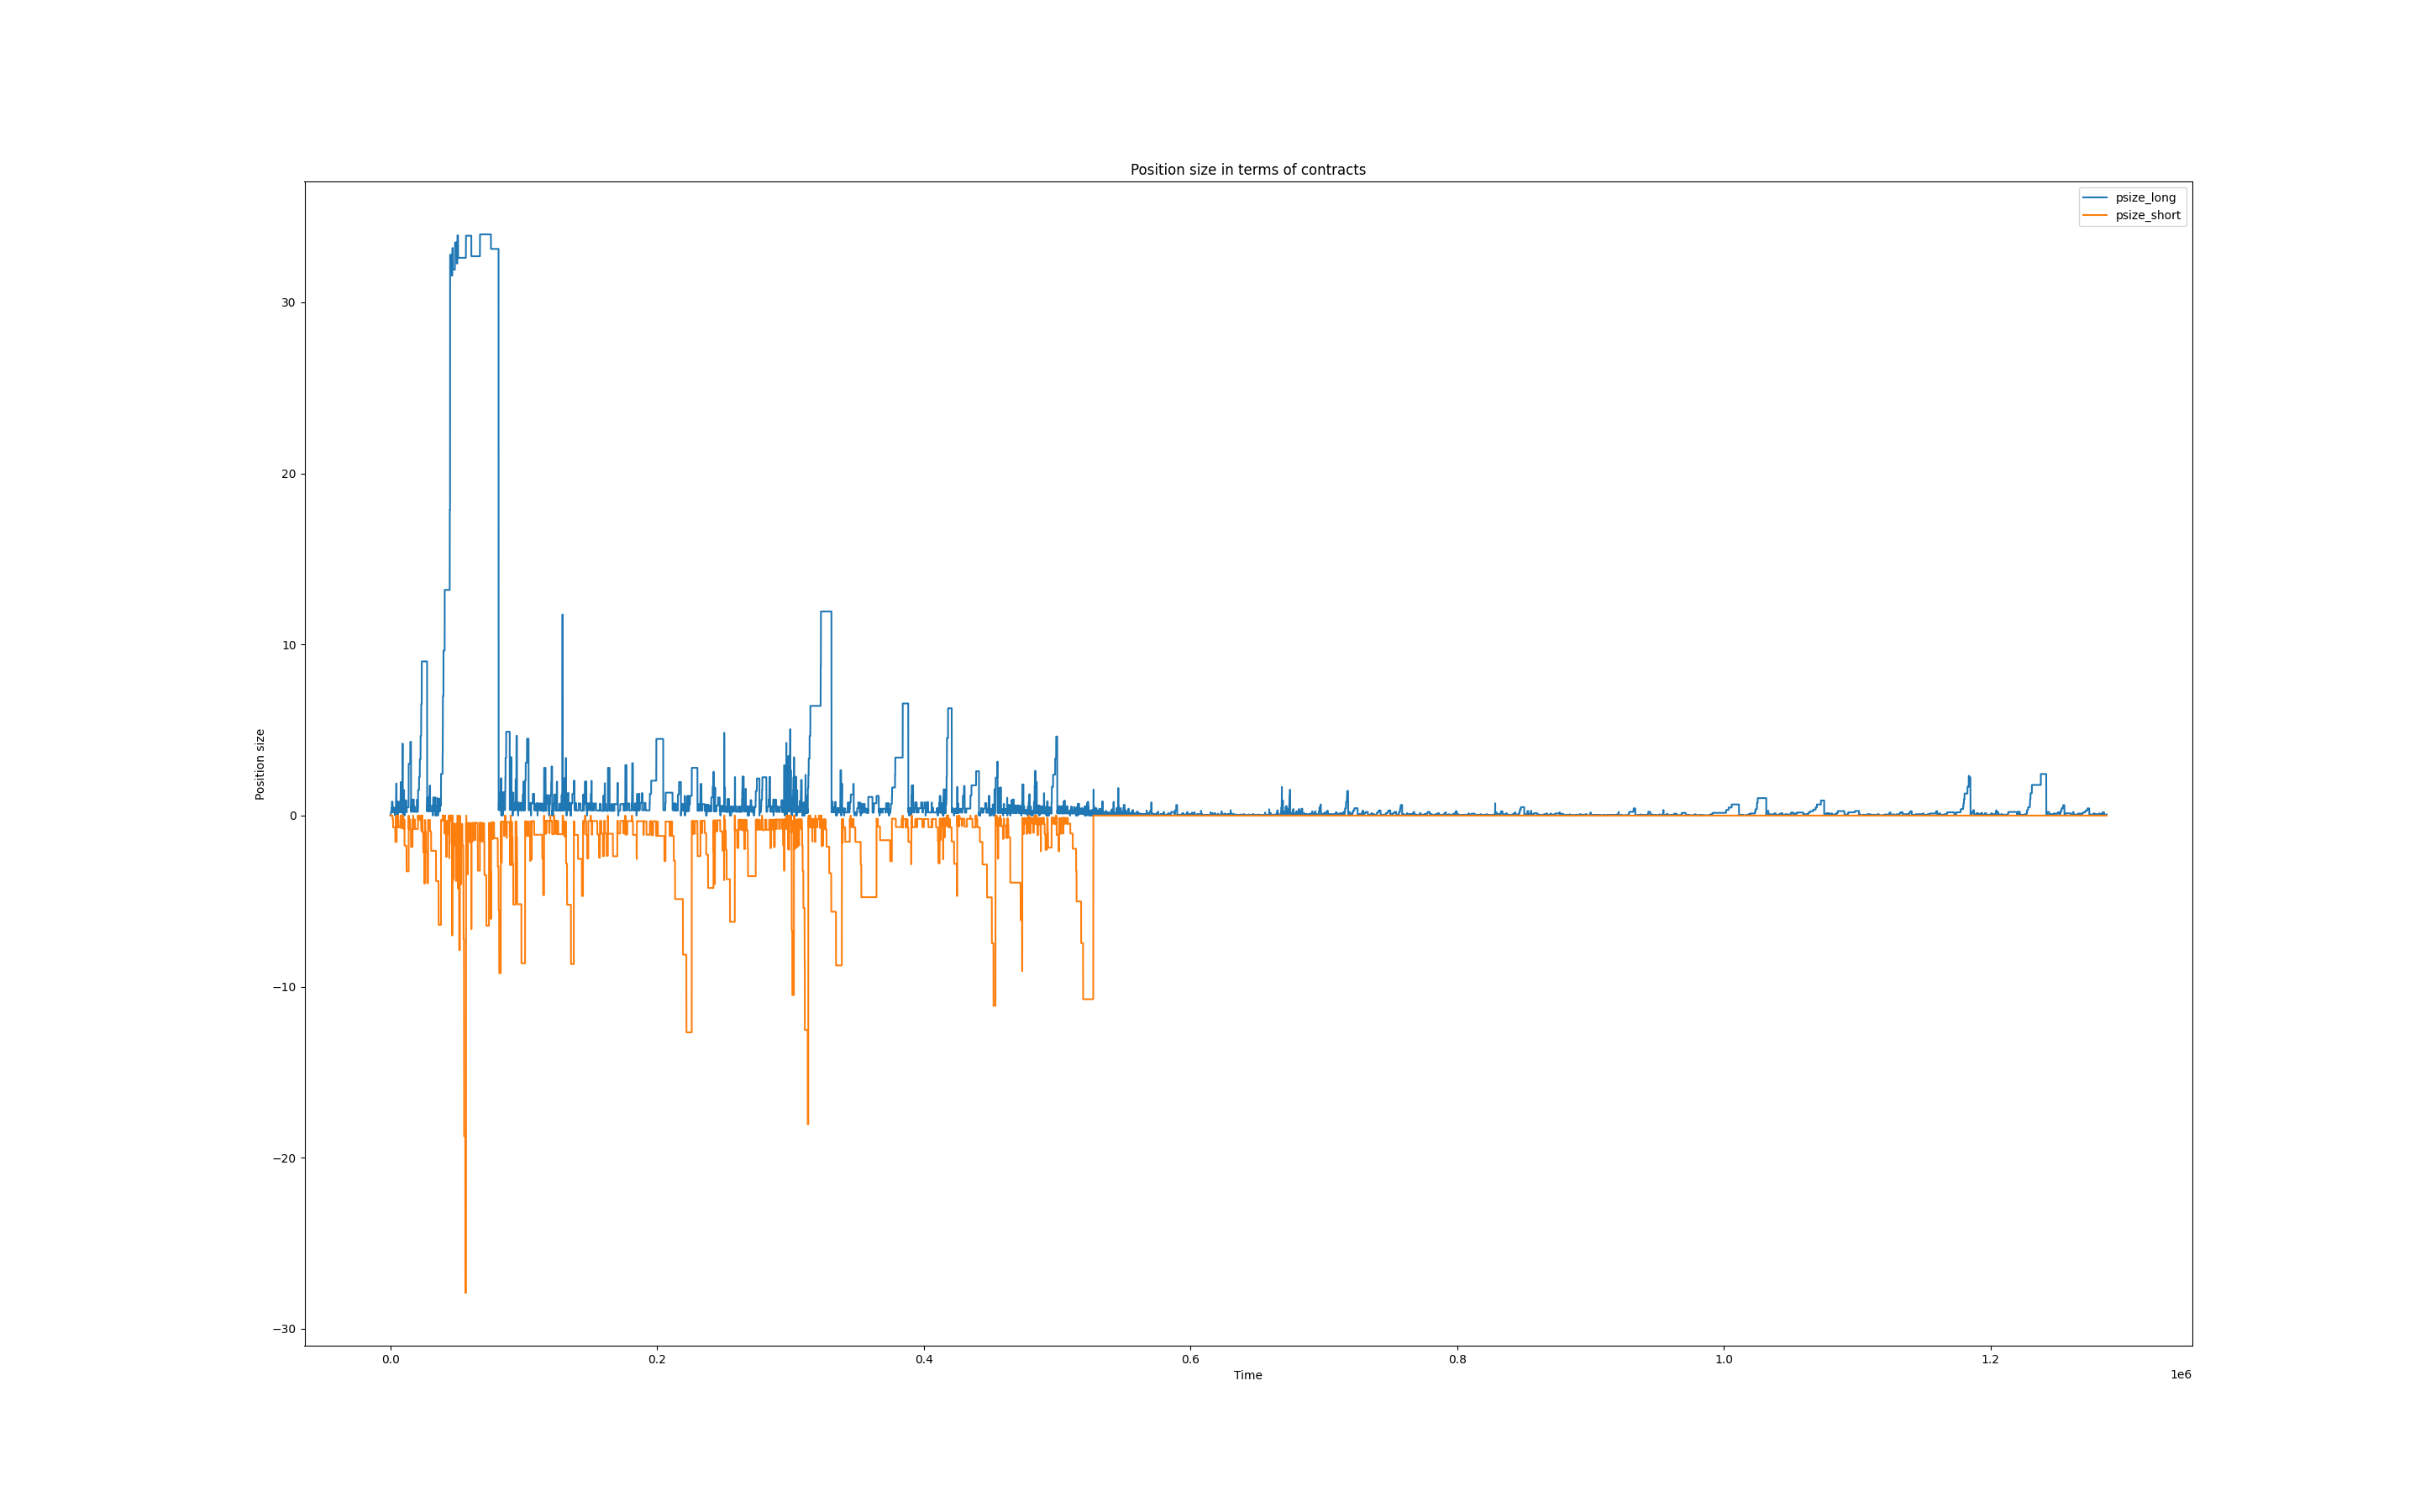 Position size in terms of contracts
psize_long
psize_short
Position size
30
20
10
0
−10
−20
−30
0.0
0.2
0.4
0.6
0.8
1.0
1.2
1e6
Time